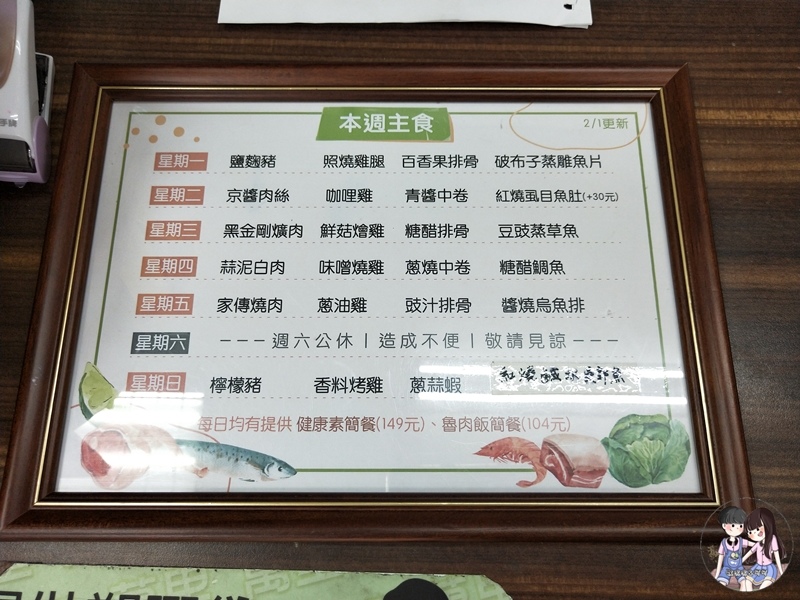 本週主食
2/1更新
星期一 鹽麴豬 照燒雞腿 百香果排骨 破布子蒸雕魚片
星期二 京醬肉絲 咖哩雞 青醬中卷 紅燒虱目魚肚(+30元)
星期三 黑金剛爌肉 鮮菇燴雞 糖醋排骨 豆豉蒸草魚
星期四 蒜泥白肉 味噌燒雞 蔥燒中卷 糖醋鯛魚
星期五 家傳燒肉 蔥油雞 豉汁排骨 醬燒烏魚排
星期六 ---週六公休|造成不便|敬請見諒---
星期日 檸檬豬 香料烤雞 蔥蒜蝦
每日均有提供 健康素簡餐(149元)、魯肉飯簡餐(104元)